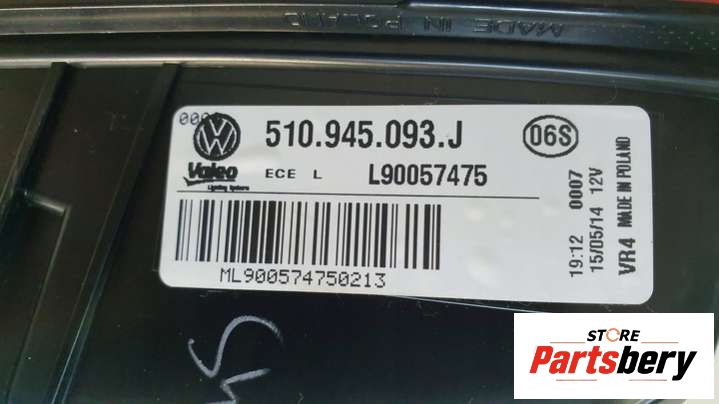 MADE IN POLAND
000
510.945.093.J
06S
Valeo
Lighting Systems
ECE L L90057475
ML900574750213
19:12 0007
15/05/14 12V
VR4 MADE IN POLAND
STORE
Partsbery